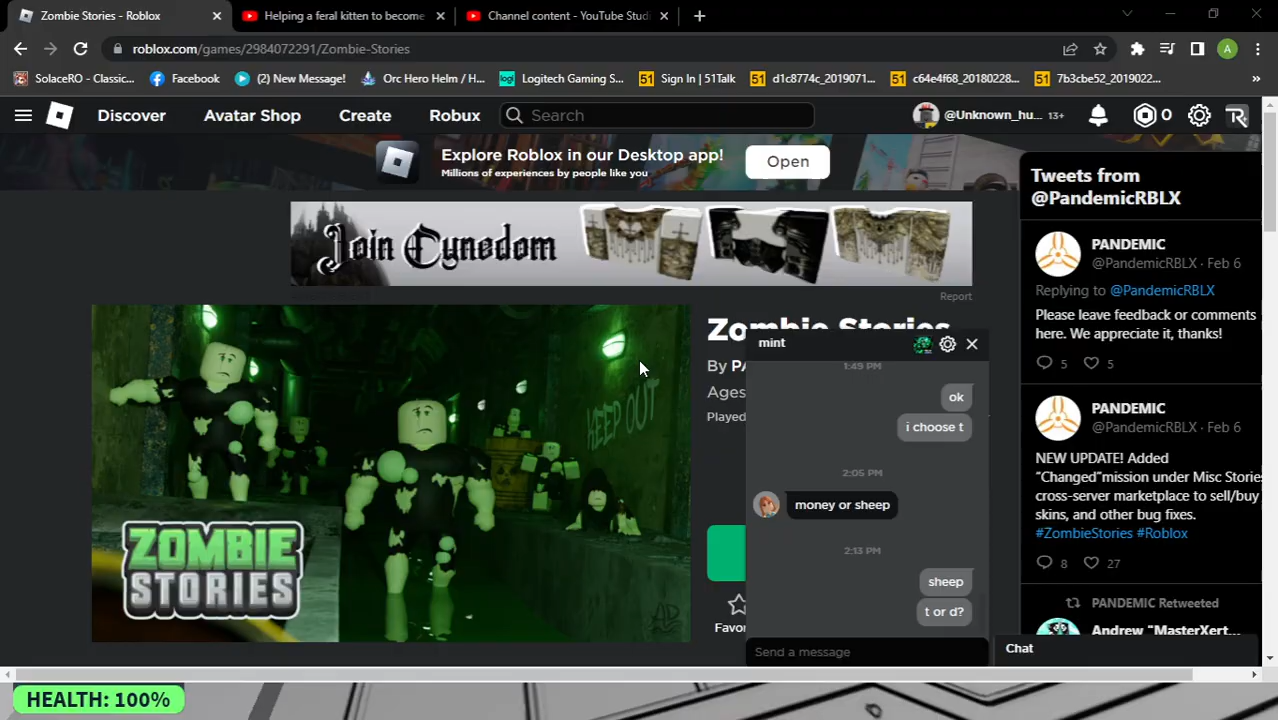 Zombie Stories - Roblox
Helping a feral kitten to become
Channel content - YouTube Studi
roblox.com/games/2984072291/Zombie-Stories
A
SolaceRO - Classic...
Facebook
(2) New Message!
Orc Hero Helm / H...
Logitech Gaming S...
Sign In | 51Talk
d1c8774c_2019071...
c64e4f68_20180228...
7b3cbe52_2019022...
Discover
Avatar Shop
Create
Robux
Search
@Unknown_hu...
13+
0
Explore Roblox in our Desktop app!
Millions of experiences by people like you
Open
Join Cynedom
Report
Tweets from
@PandemicRBLX
PANDEMIC
@PandemicRBLX · Feb 6
Replying to @PandemicRBLX
Please leave feedback or comments
here. We appreciate it, thanks!
5
5
PANDEMIC
@PandemicRBLX · Feb 6
NEW UPDATE! Added
"Changed"mission under Misc Stories
cross-server marketplace to sell/buy
skins, and other bug fixes.
#ZombieStories #Roblox
8
27
PANDEMIC Retweeted
Andrew "MasterXert...
KEEP OUT
ZOMBIE
STORIES
Zombie Stories
By PA
Ages
Played
Favor
mint
1:49 PM
ok
i choose t
2:05 PM
money or sheep
2:13 PM
sheep
t or d?
Send a message
Chat
HEALTH: 100%